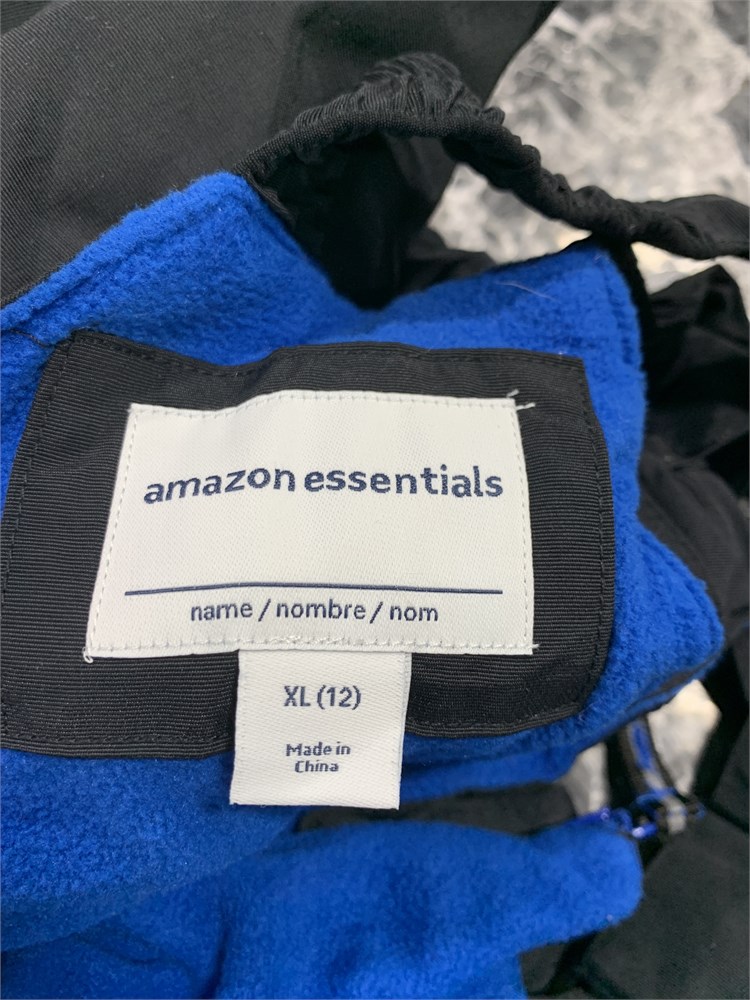 amazon essentials
name / nombre / nom
XL (12)
Made in
China